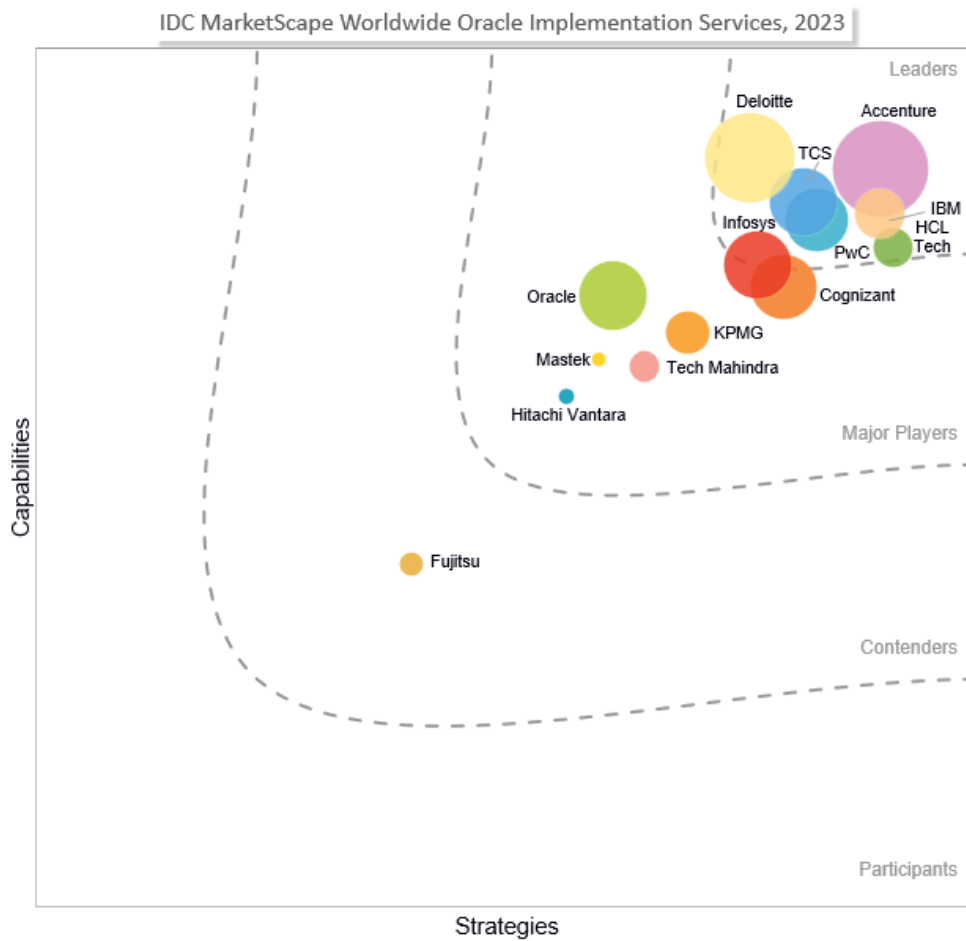 IDC MarketScape Worldwide Oracle Implementation Services, 2023
Leaders
Deloitte
Accenture
TCS
IBM
Infosys
HCL
Tech
PwC
Oracle
Cognizant
KPMG
Mastek
Tech Mahindra
Hitachi Vantara
Major Players
Capabilities
Fujitsu
Contenders
Participants
Strategies